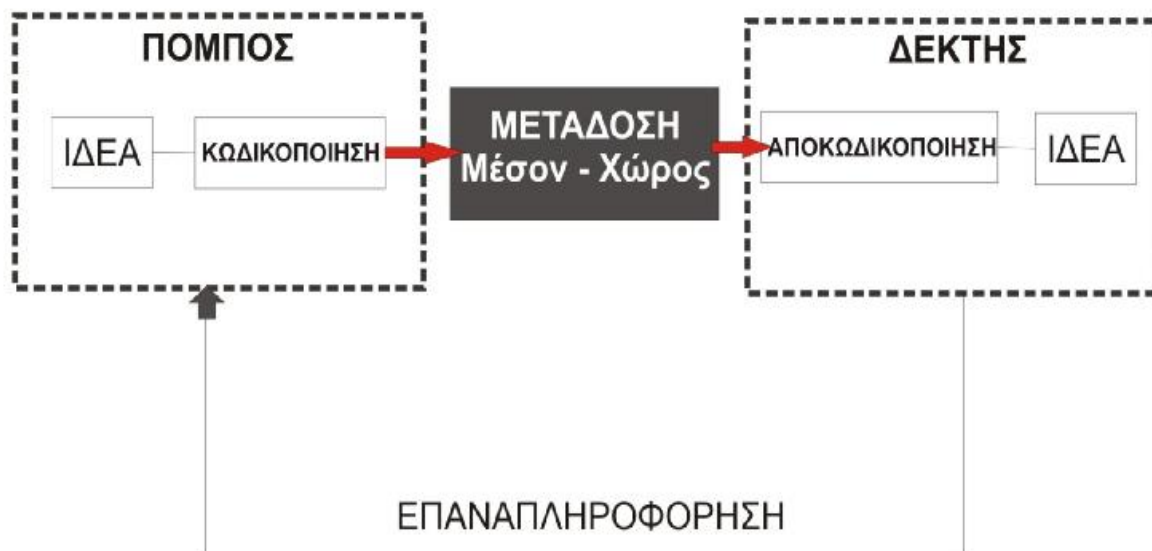 ΠΟΜΠΟΣ
ΙΔΕΑ
ΚΩΔΙΚΟΠΟΙΗΣΗ
ΜΕΤΑΔΟΣΗ
Μέσον - Χώρος
ΔΕΚΤΗΣ
ΑΠΟΚΩΔΙΚΟΠΟΙΗΣΗ
ΙΔΕΑ
ΕΠΑΝΑΠΛΗΡΟΦΟΡΗΣΗ